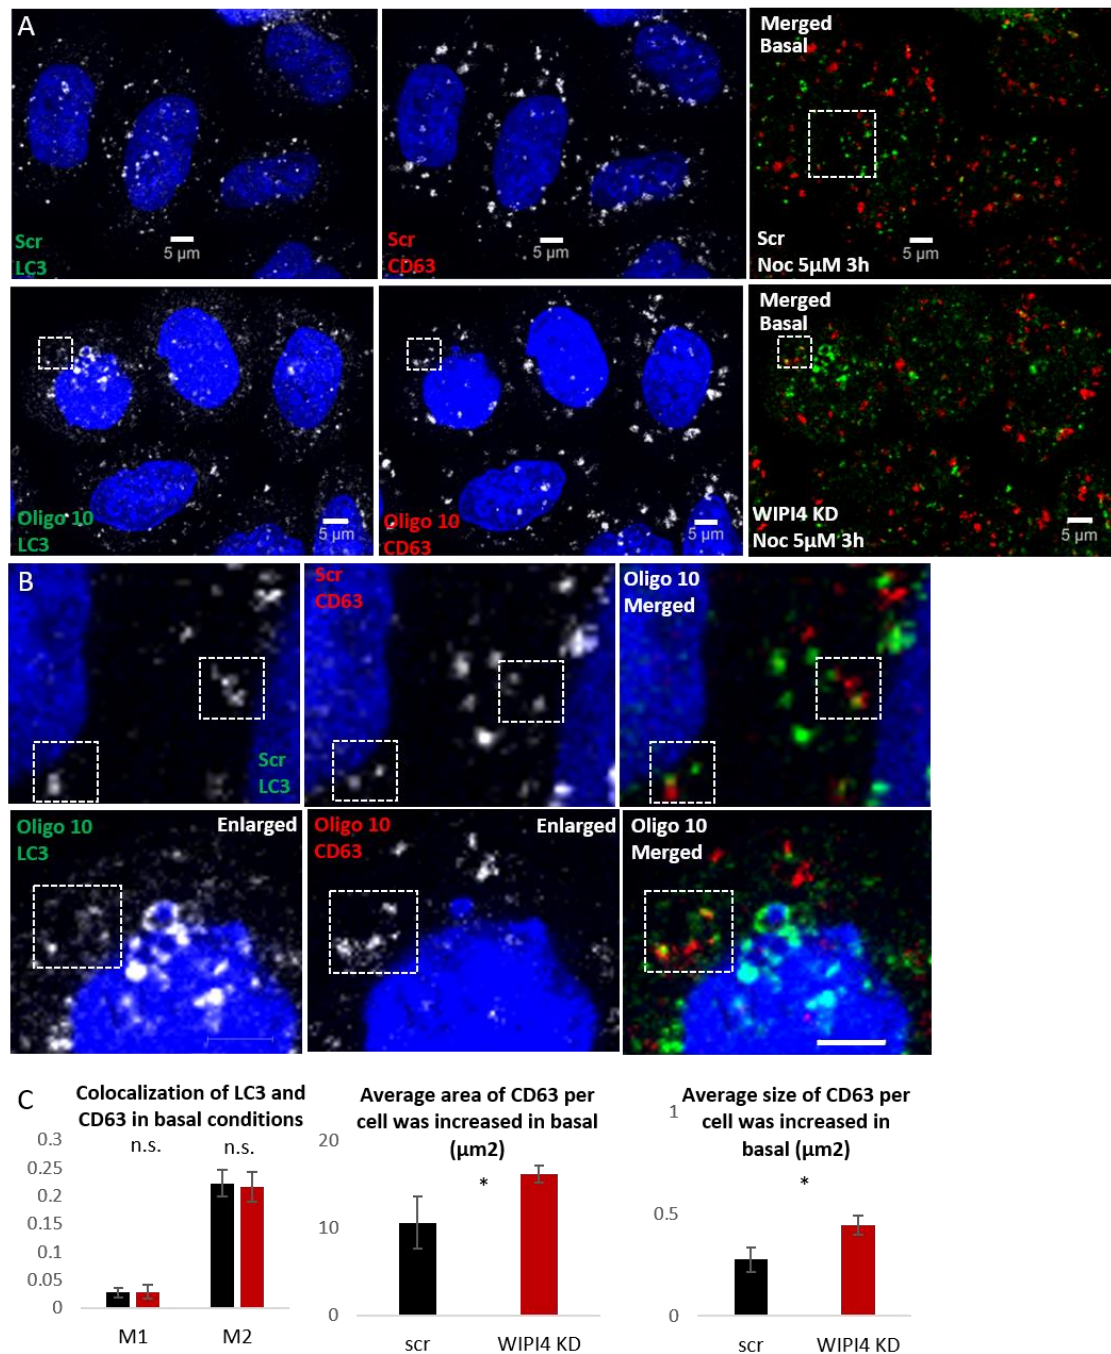 A
Scr
LC3
5 µm
Scr
CD63
5 µm
Merged
Basal
Scr
Noc 5µM 3h
5 µm
Oligo 10
LC3
5 µm
Oligo 10
CD63
5 µm
Merged
Basal
WIPI4 KD
Noc 5µM 3h
5 µm
B
Scr
LC3
Scr
CD63
Oligo 10
Merged
Oligo 10
LC3
Enlarged
Oligo 10
CD63
Enlarged
Oligo 10
Merged
C
Colocalization of LC3 and
CD63 in basal conditions
n.s.
n.s.
0.3
0.25
0.2
0.15
0.1
0.05
0
M1
M2
Average area of CD63 per
cell was increased in basal
(µm2)
20
10
0
*
scr
WIPI4 KD
Average size of CD63 per
cell was increased in
basal (µm2)
1
0.5
0
*
scr
WIPI4 KD